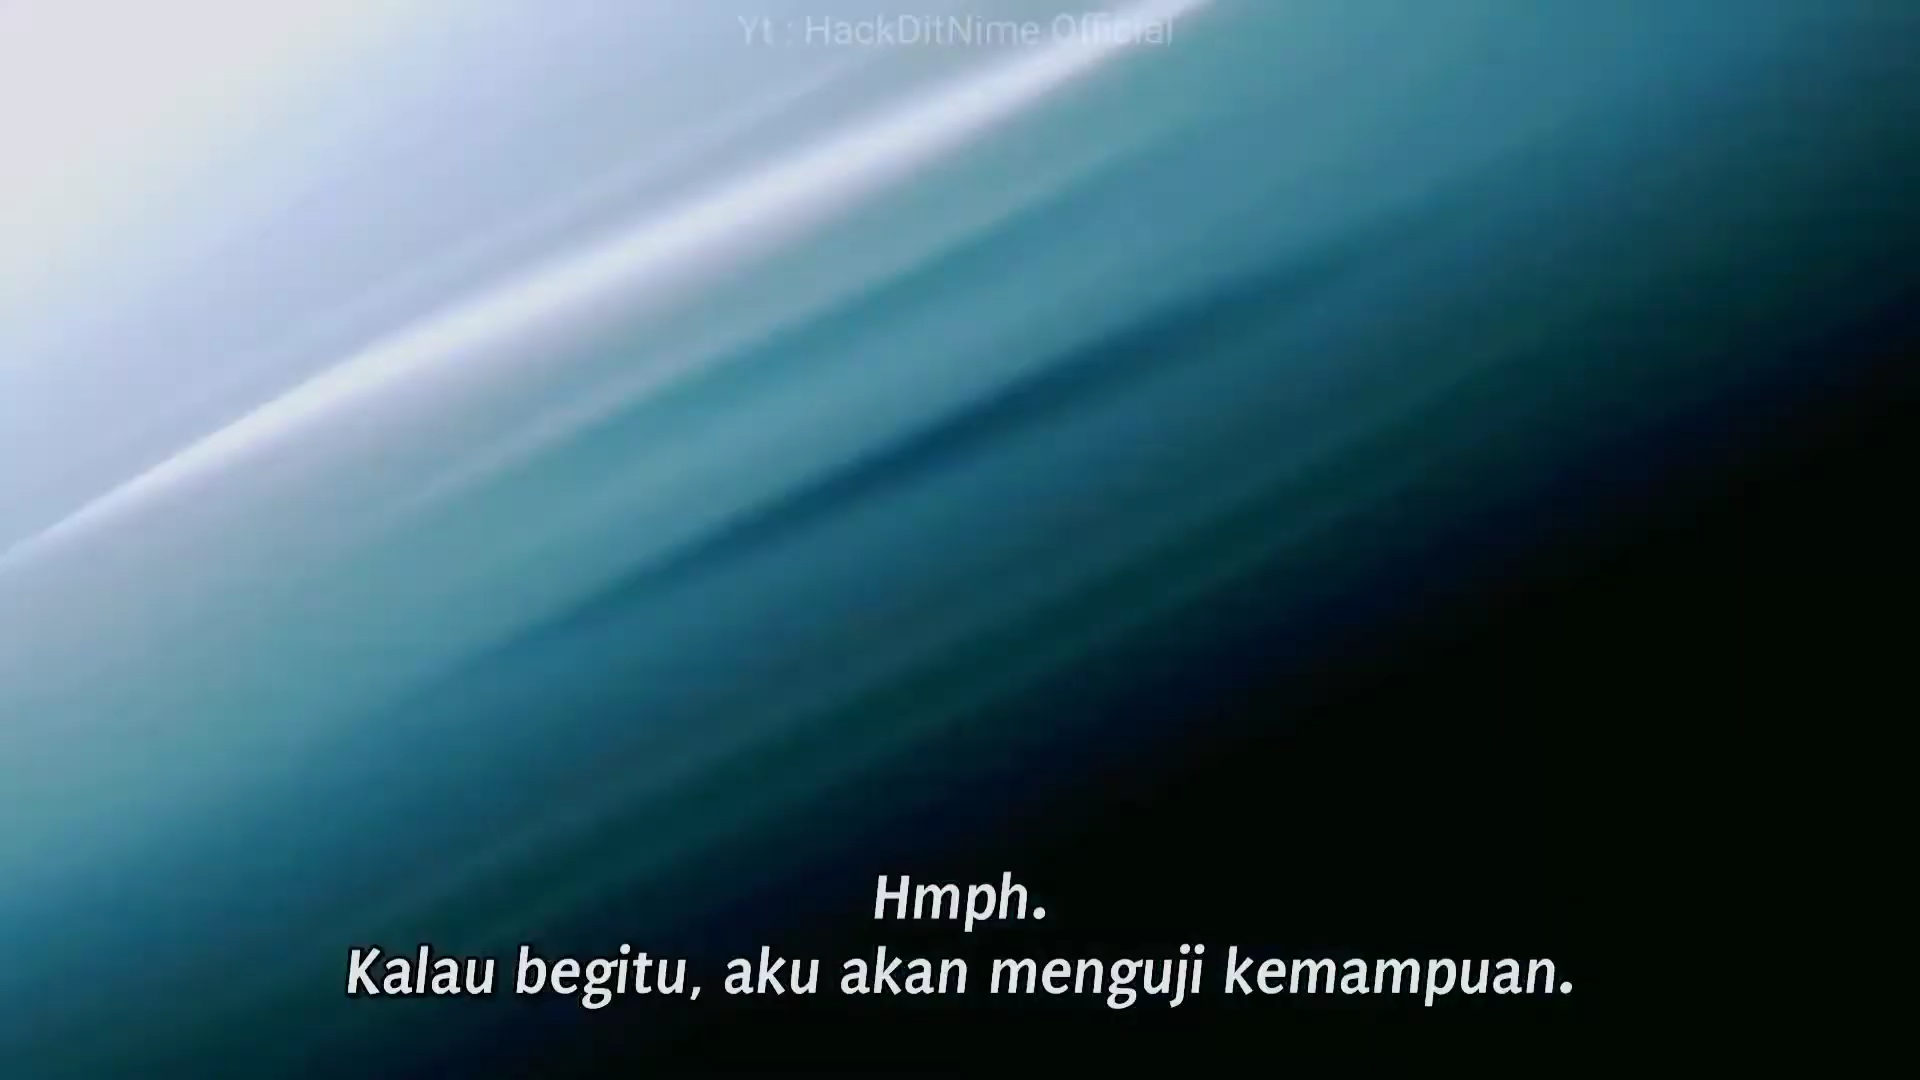 Yt : HackDitNime Official
Hmph.
Kalau begitu, aku akan menguji kemampuan.